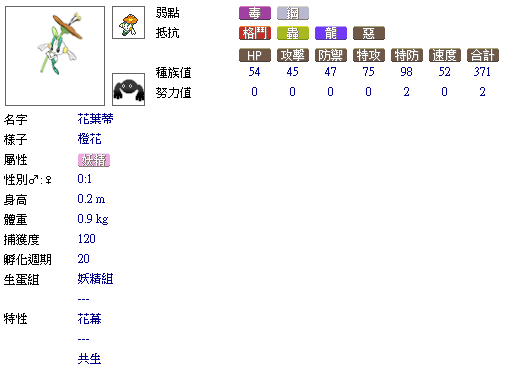 弱點 毒 鋼
抵抗 格鬥 蟲 龍 惡
HP 攻擊 防禦 特攻 特防 速度 合計
種族值 54 45 47 75 98 52 371
努力值 0 0 0 0 2 0 2
名字 花葉蒂
樣子 橙花
屬性 妖精
性別♂:♀ 0:1
身高 0.2 m
體重 0.9 kg
捕獲度 120
孵化週期 20
生蛋組 妖精組
---
特性 花幕
---
共生